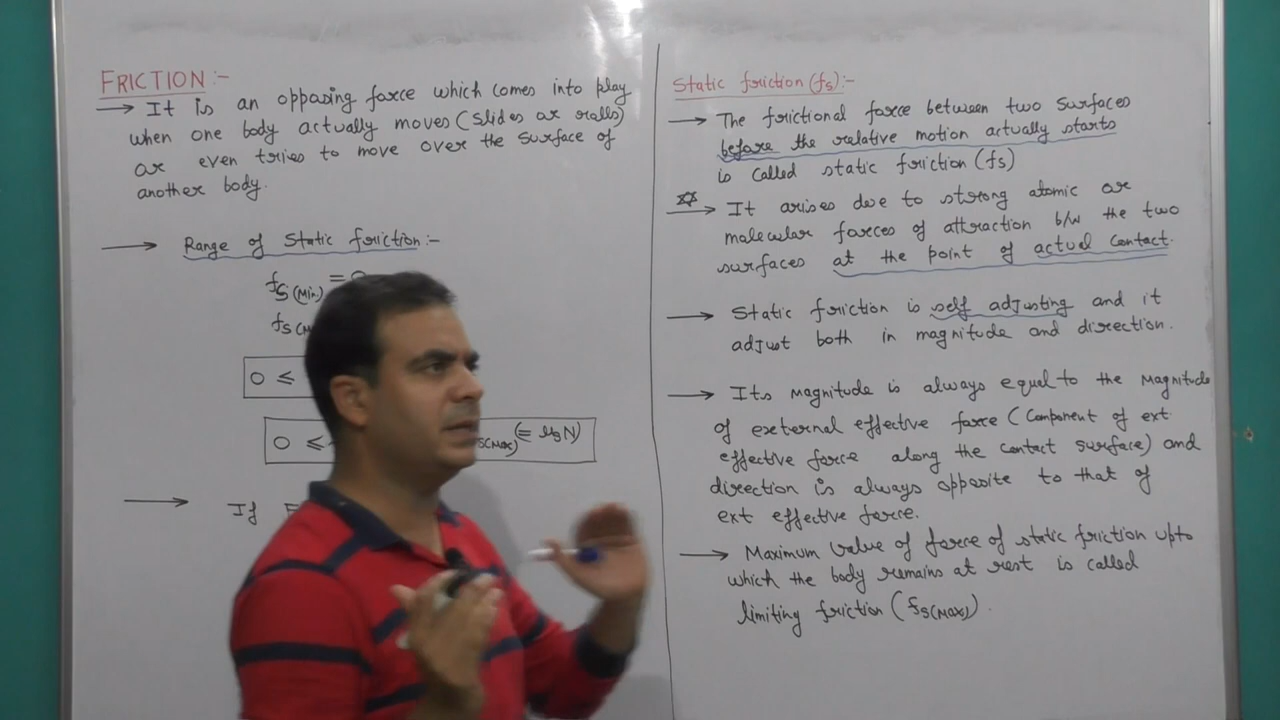 FRICTION:-
→ It is an opposing force which comes into play
when one body actually moves (slides or rolls)
or even tries to move over the surface of
another body.
→ Range of Static friction:-
fs(Min) =
fs(M
0 ≤
0 ≤ s(Max) (= μsN)
→ If
Static friction (fs):-
→ The frictional force between two surfaces
before the relative motion actually starts
is called static friction (fs)
→ It arises due to strong atomic or
molecular forces of attraction b/w the two
surfaces at the point of actual contact.
→ Static friction is self adjusting and it
adjust both in magnitude and direction.
→ Its magnitude is always equal to the magnitude
of external effective force (Component of ext
effective force along the contact surface) and
direction is always opposite to that of
ext effective force.
→ Maximum value of force of static friction upto
which the body remains at rest is called
limiting friction (fs(Max)).